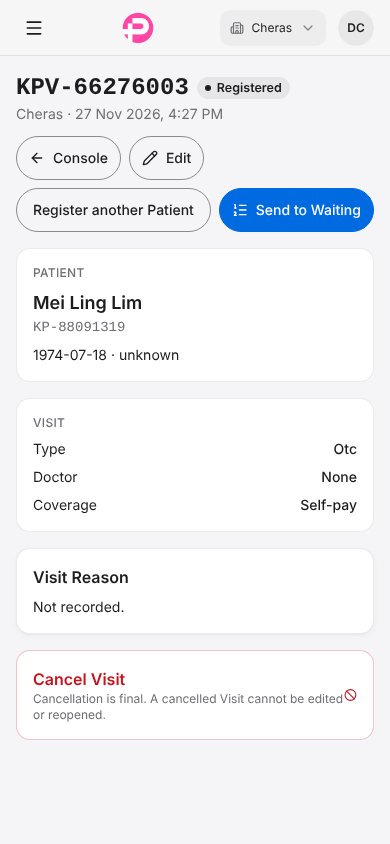 Cheras
DC
KPV-66276003
Registered
Cheras · 27 Nov 2026, 4:27 PM
Console
Edit
Register another Patient
Send to Waiting
PATIENT
Mei Ling Lim
KP-88091319
1974-07-18 · unknown
VISIT
Type Otc
Doctor None
Coverage Self-pay
Visit Reason
Not recorded.
Cancel Visit
Cancellation is final. A cancelled Visit cannot be edited
or reopened.